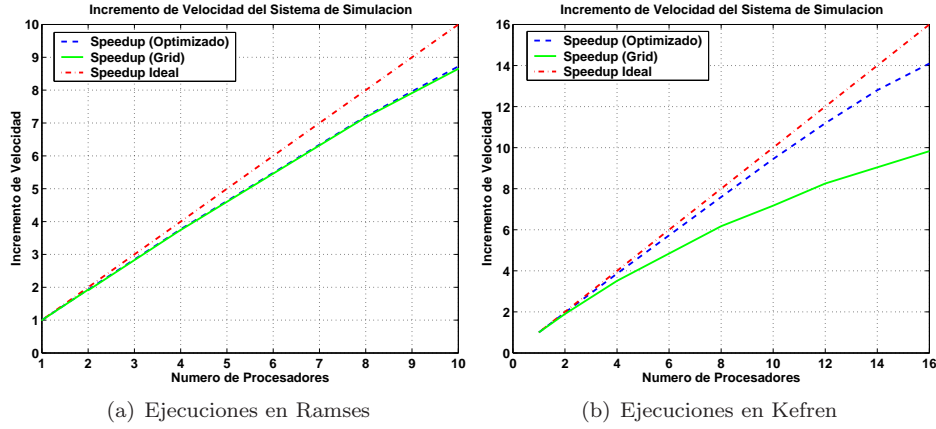 Incremento de Velocidad del Sistema de Simulacion
10
9
8
7
6
5
4
3
2
1
0
Incremento de Velocidad
Speedup (Optimizado)
Speedup (Grid)
Speedup Ideal
1 2 3 4 5 6 7 8 9 10
Numero de Procesadores
(a) Ejecuciones en Ramses
Incremento de Velocidad del Sistema de Simulacion
16
14
12
10
8
6
4
2
0
Incremento de Velocidad
Speedup (Optimizado)
Speedup (Grid)
Speedup Ideal
0 2 4 6 8 10 12 14 16
Numero de Procesadores
(b) Ejecuciones en Kefren